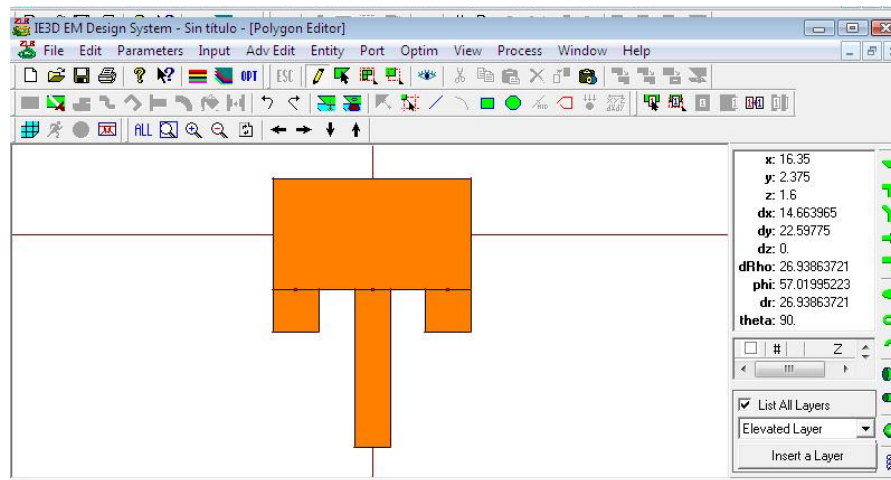 IE3D EM Design System - Sin título - [Polygon Editor]
File Edit Parameters Input Adv Edit Entity Port Optim View Process Window Help
OPT ESC
ALL
x: 16.35
y: 2.375
z: 1.6
dx: 14.663965
dy: 22.59775
dz: 0.
dRho: 26.93863721
phi: 57.01995223
dr: 26.93863721
theta: 90.
# Z
List All Layers
Elevated Layer
Insert a Layer